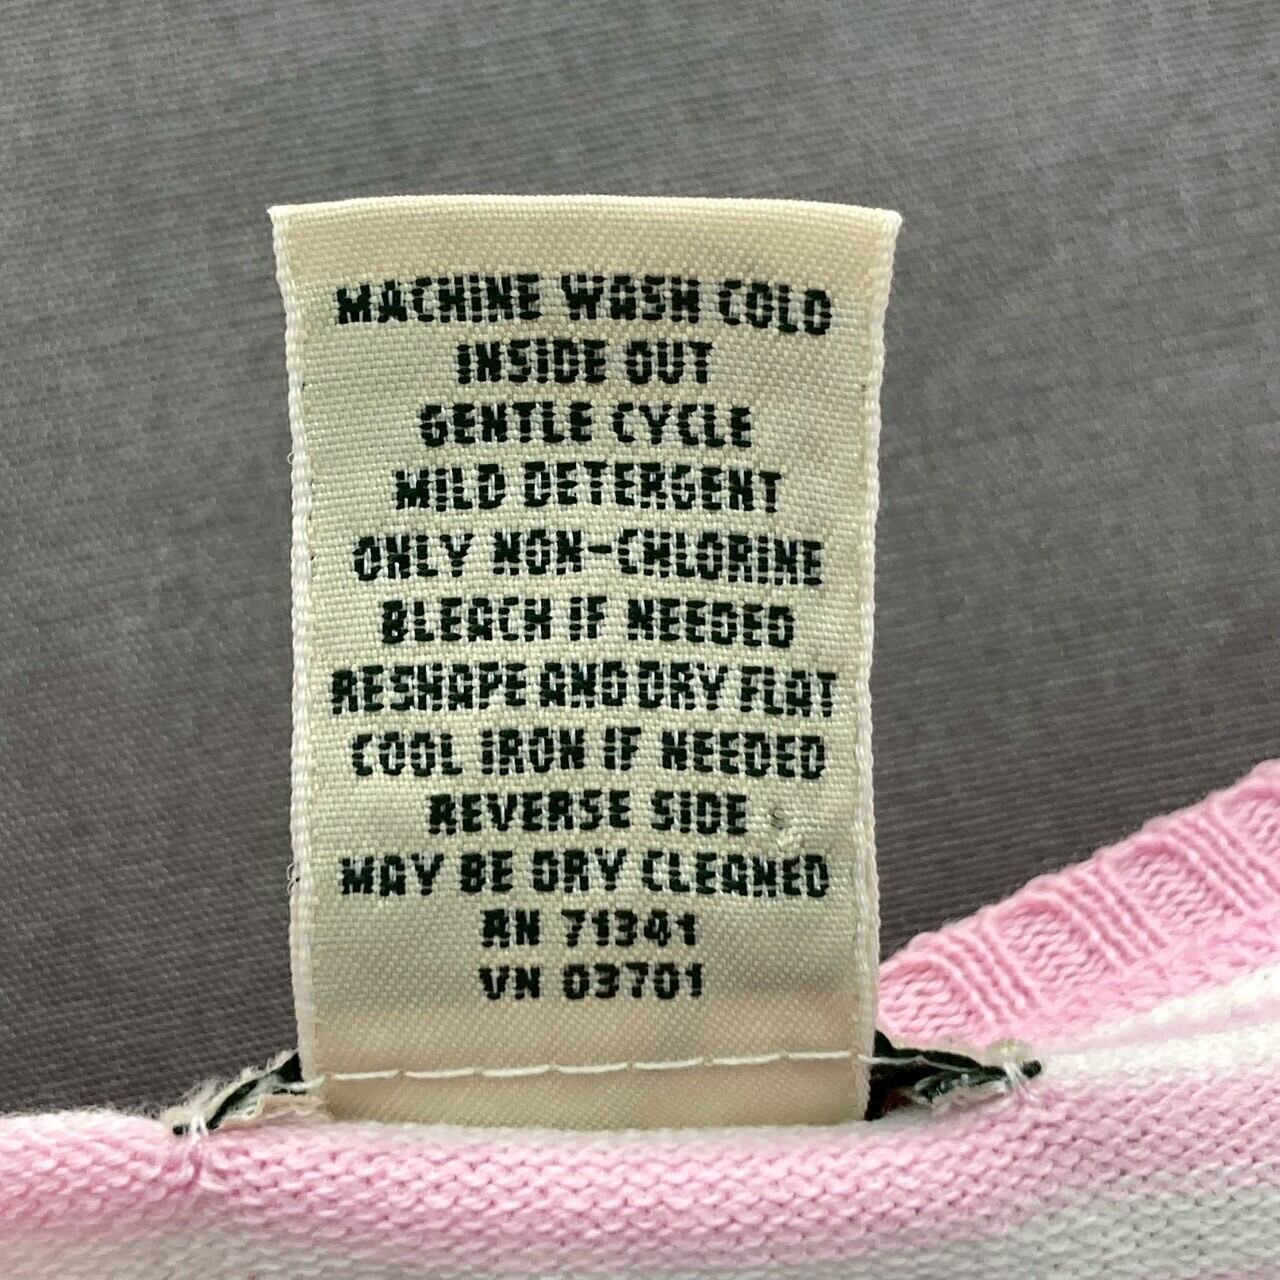 MACHINE WASH COLD
INSIDE OUT
GENTLE CYCLE
MILD DETERGENT
ONLY NON-CHLORINE
BLEACH IF NEEDED
RESHAPE AND DRY FLAT
COOL IRON IF NEEDED
REVERSE SIDE
MAY BE DRY CLEANED
RN 71341
VN 03701